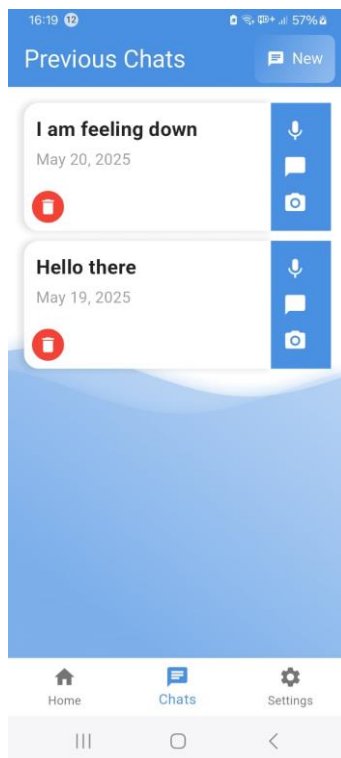 16:19 12 57%
Previous Chats New
I am feeling down
May 20, 2025
Hello there
May 19, 2025
Home Chats Settings